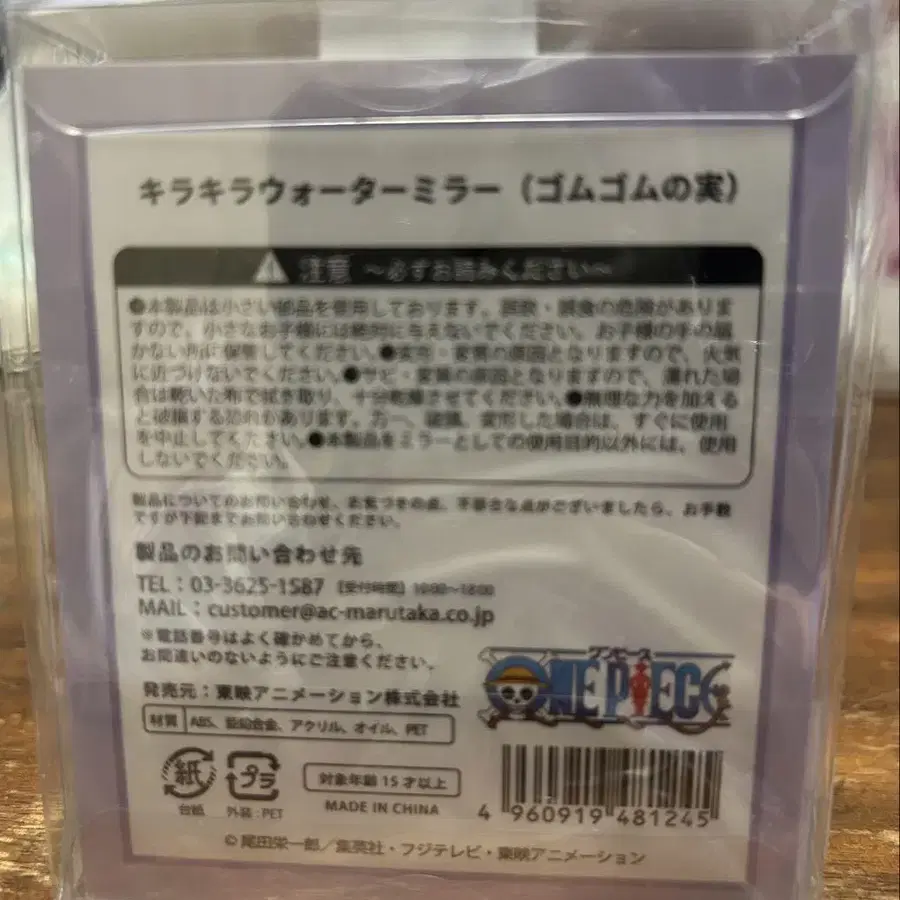 キラキラウォーターミラー（ゴムゴムの実）
注意 〜必ずお読みください〜
●本製品は小さい部品を使用しております。誤飲・誤食の危険がありま
すので、小さなお子様には絶対に与えないでください。お子様の手の届
かない所に保管してください。●変形・変質の原因となりますので、火気
に近づけないでください。●サビ・変質の原因となりますので、濡れた場
合は乾いた布で拭き取り、十分乾燥させてください。●無理な力を加える
と破損する恐れがあります。万一、破損、変形した場合は、すぐに使用
を中止してください。●本製品をミラーとしての使用目的以外には、使用
しないでください。
製品についてのお問い合わせ、お気づきの点、不都合な点がございましたら、お手数
ですが下記までお問い合わせください。
製品のお問い合わせ先
TEL：03-3625-1587 【受付時間】10:00〜18:00
MAIL：customer@ac-marutaka.co.jp
※電話番号はよく確かめてから、
お間違いのないようにご注意ください。
発売元：東映アニメーション株式会社
材質 ABS、亜鉛合金、アクリル、オイル、PET
ワンピース
ONE PIECE
紙
台紙
プラ
外装：PET
対象年齢15才以上
MADE IN CHINA
4 960919 481245
© 尾田栄一郎／集英社・フジテレビ・東映アニメーション